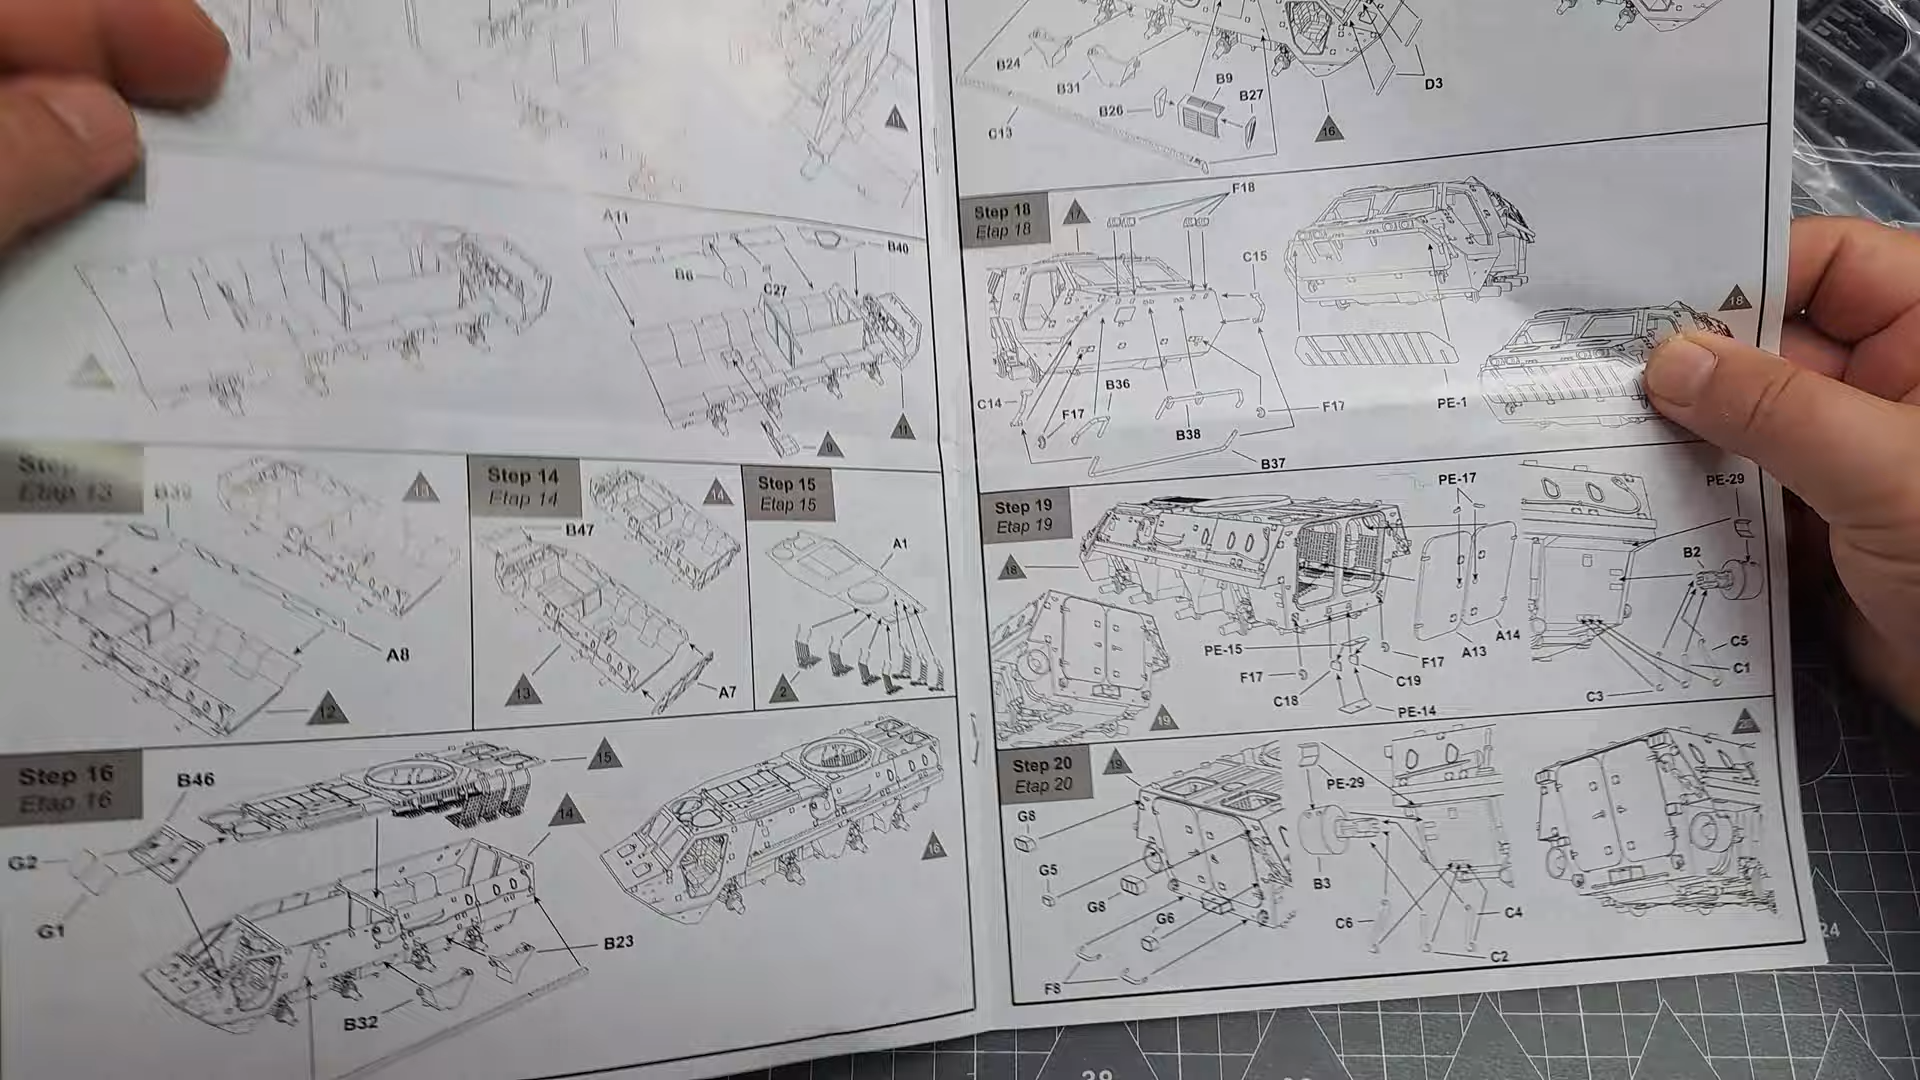 11
A11
B40
B6
C27
11
9
Etap 13
B39
13
A8
12
Step 14
Etap 14
14
B47
13
A7
Step 15
Etap 15
A1
2
Step 16
Etap 16
B46
15
14
G2
G1
B23
B32
16
B24
B31
B9
B26
B27
C13
D3
16
Step 18
Etap 18
17
F18
C15
18
C14
F17
B36
B38
F17
B37
PE-1
Step 19
Etap 19
18
PE-17
PE-29
B2
PE-15
A14
A13
F17
F17
C19
C18
PE-14
C5
C1
C3
19
Step 20
Etap 20
19
20
PE-29
G8
G5
G8
G6
B3
C6
C4
C2
F8
24